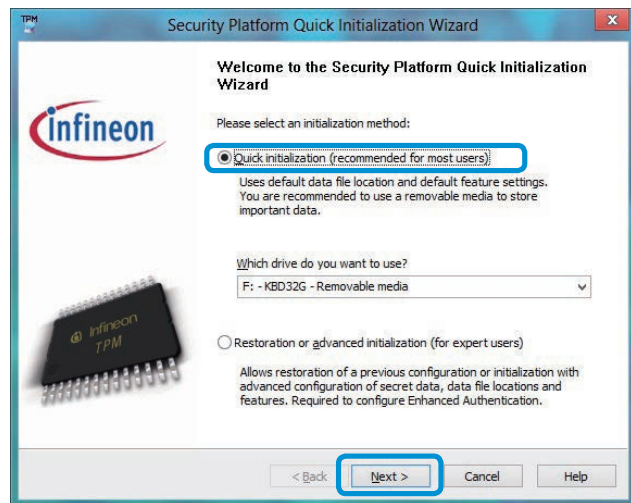 TPM
Security Platform Quick Initialization Wizard
X
Welcome to the Security Platform Quick Initialization
Wizard
infineon
Please select an initialization method:
Quick initialization (recommended for most users)
Uses default data file location and default feature settings.
You are recommended to use a removable media to store
important data.
Which drive do you want to use?
F: - KBD32G - Removable media
infineon
TPM
Restoration or advanced initialization (for expert users)
Allows restoration of a previous configuration or initialization with
advanced configuration of secret data, data file locations and
features. Required to configure Enhanced Authentication.
< Back Next > Cancel Help